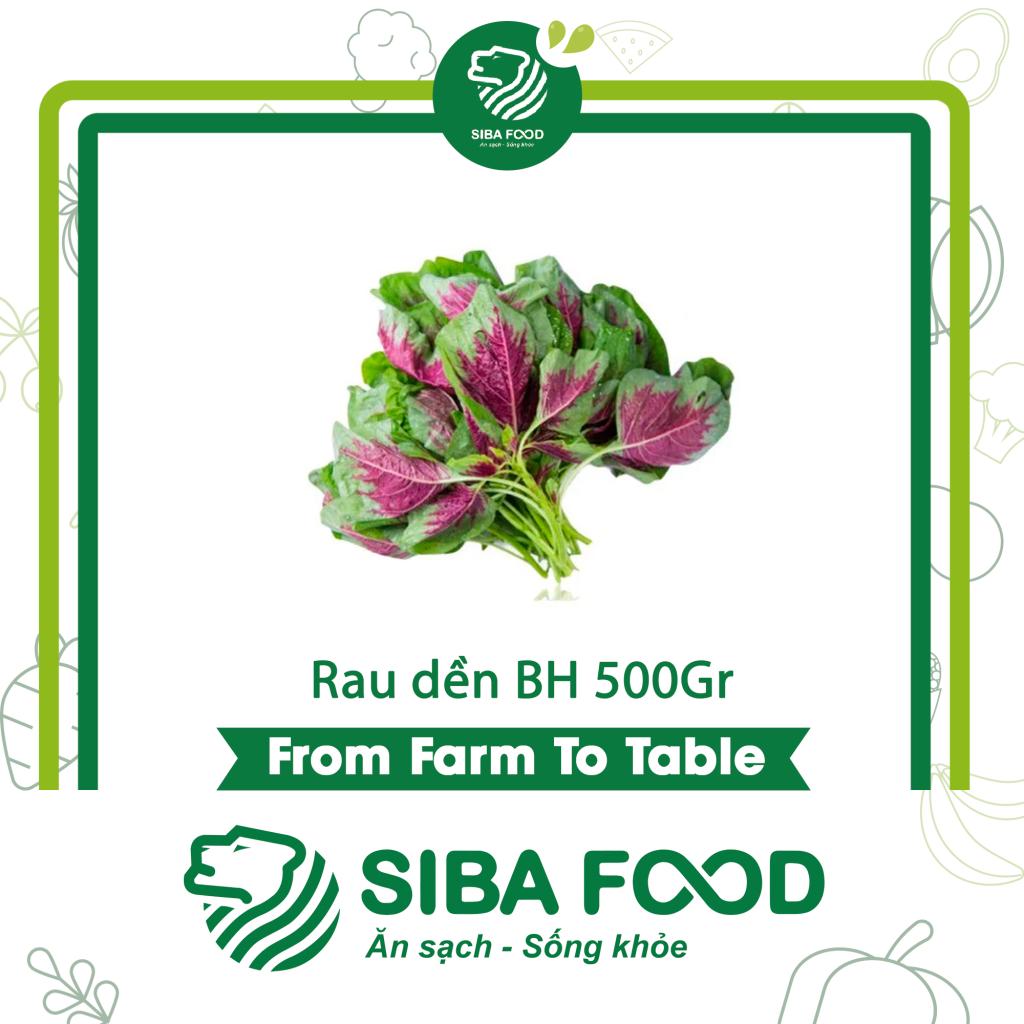 SIBA FOOD
Ăn sạch - Sống khỏe
Rau dền BH 500Gr
From Farm To Table
SIBA FOOD
Ăn sạch - Sống khỏe